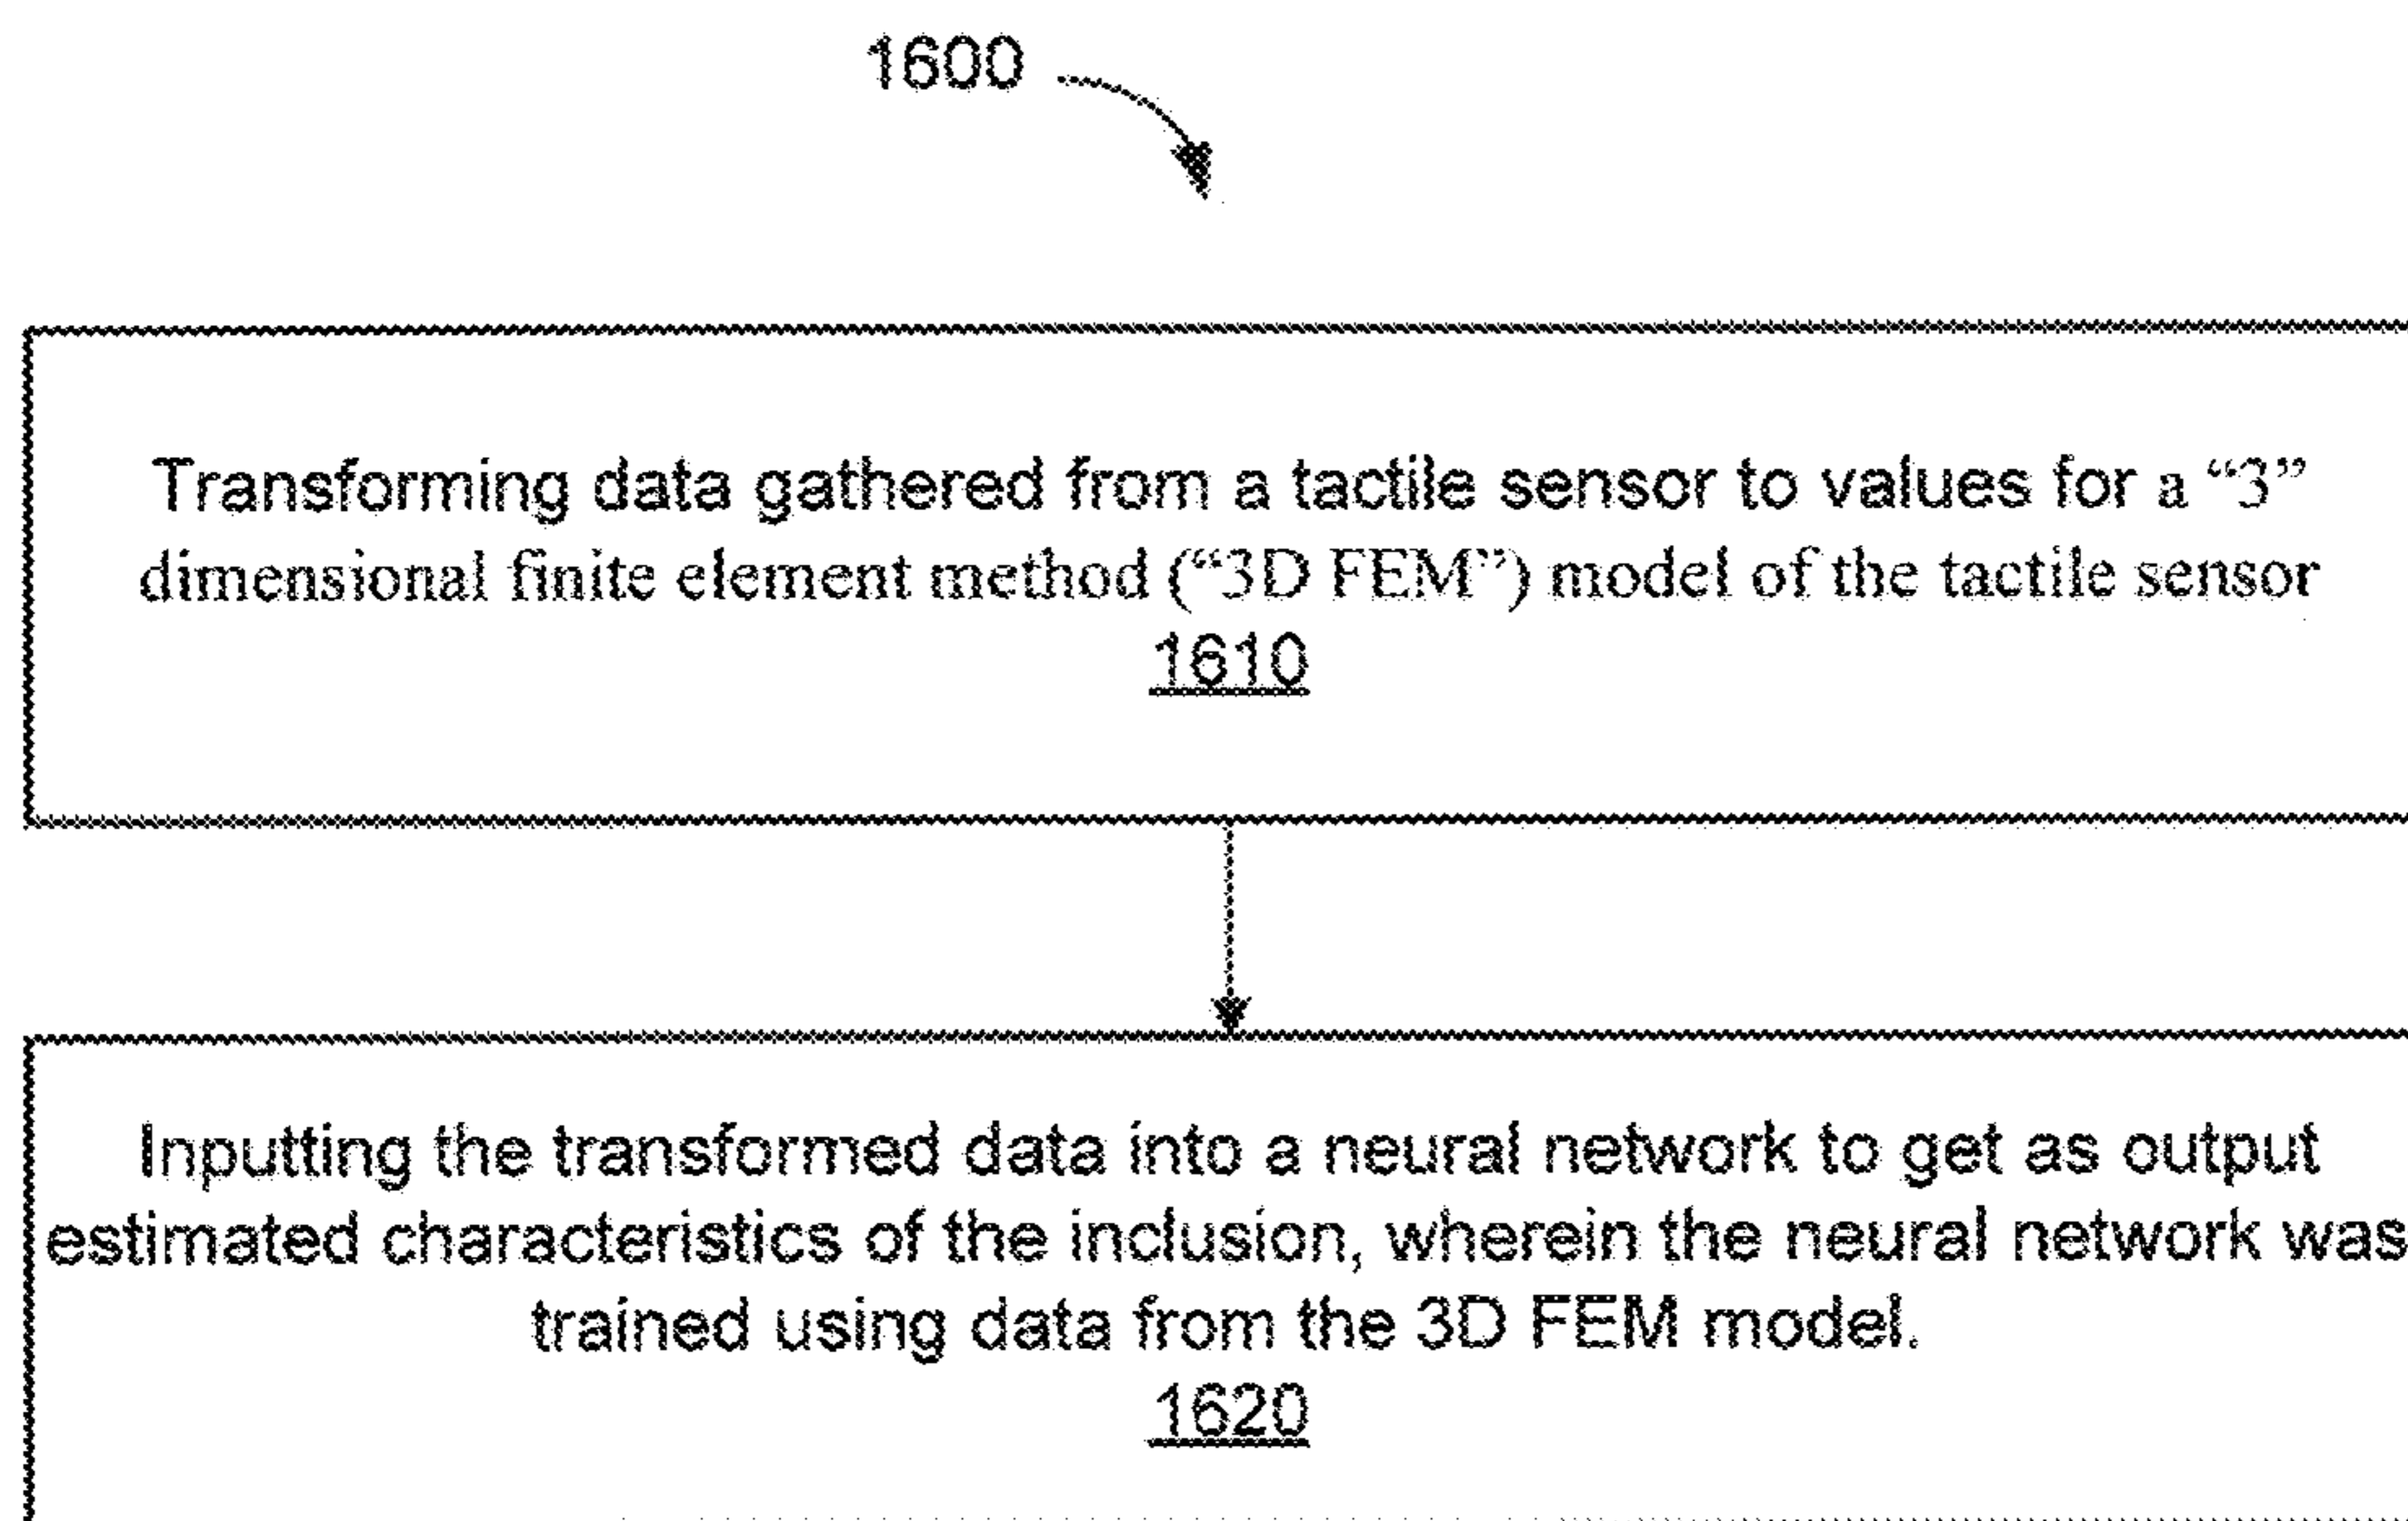 1600
Transforming data gathered from a tactile sensor to values for a “3”
dimensional finite element method (“3D FEM”) model of the tactile sensor
1610
Inputting the transformed data into a neural network to get as output
estimated characteristics of the inclusion, wherein the neural network was
trained using data from the 3D FEM model.
1620